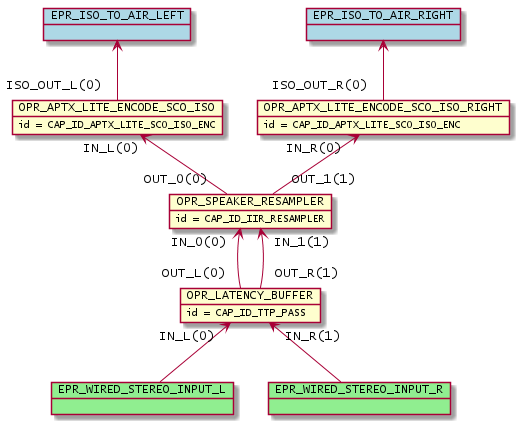 EPR_ISO_TO_AIR_LEFT
EPR_ISO_TO_AIR_RIGHT
ISO_OUT_L(0)
ISO_OUT_R(0)
OPR_APTX_LITE_ENCODE_SCO_ISO
id = CAP_ID_APTX_LITE_SCO_ISO_ENC
OPR_APTX_LITE_ENCODE_SCO_ISO_RIGHT
id = CAP_ID_APTX_LITE_SCO_ISO_ENC
IN_L(0)
IN_R(0)
OUT_0(0)
OUT_1(1)
OPR_SPEAKER_RESAMPLER
id = CAP_ID_IIR_RESAMPLER
IN_0(0)
IN_1(1)
OUT_L(0)
OUT_R(1)
OPR_LATENCY_BUFFER
id = CAP_ID_TTP_PASS
IN_L(0)
IN_R(1)
EPR_WIRED_STEREO_INPUT_L
EPR_WIRED_STEREO_INPUT_R